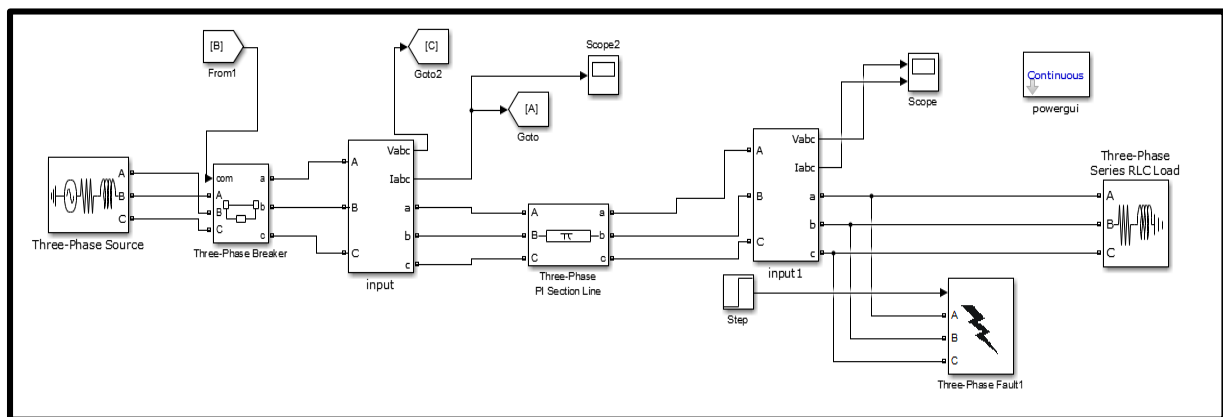 [B]
From1
[C]
Goto2
Scope2
[A]
Goto
Scope
Continuous
powergui
A
B
C
Three-Phase Source
com
A
B
C
a
b
c
Three-Phase Breaker
A
B
C
Vabc
Iabc
a
b
c
input
A
B
C
a
b
c
Three-Phase
PI Section Line
A
B
C
Vabc
Iabc
a
b
c
input1
Three-Phase
Series RLC Load
A
B
C
Step
A
B
C
Three-Phase Fault1